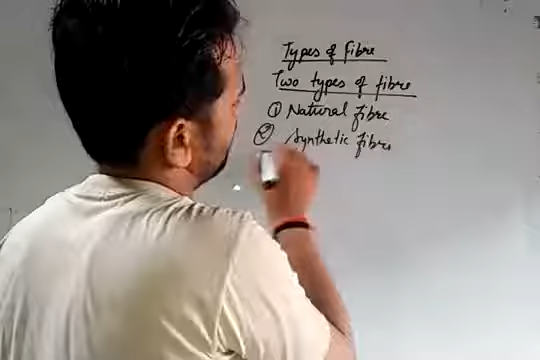 Types of fibre
Two types of fibre
① Natural fibre
② Synthetic fibre